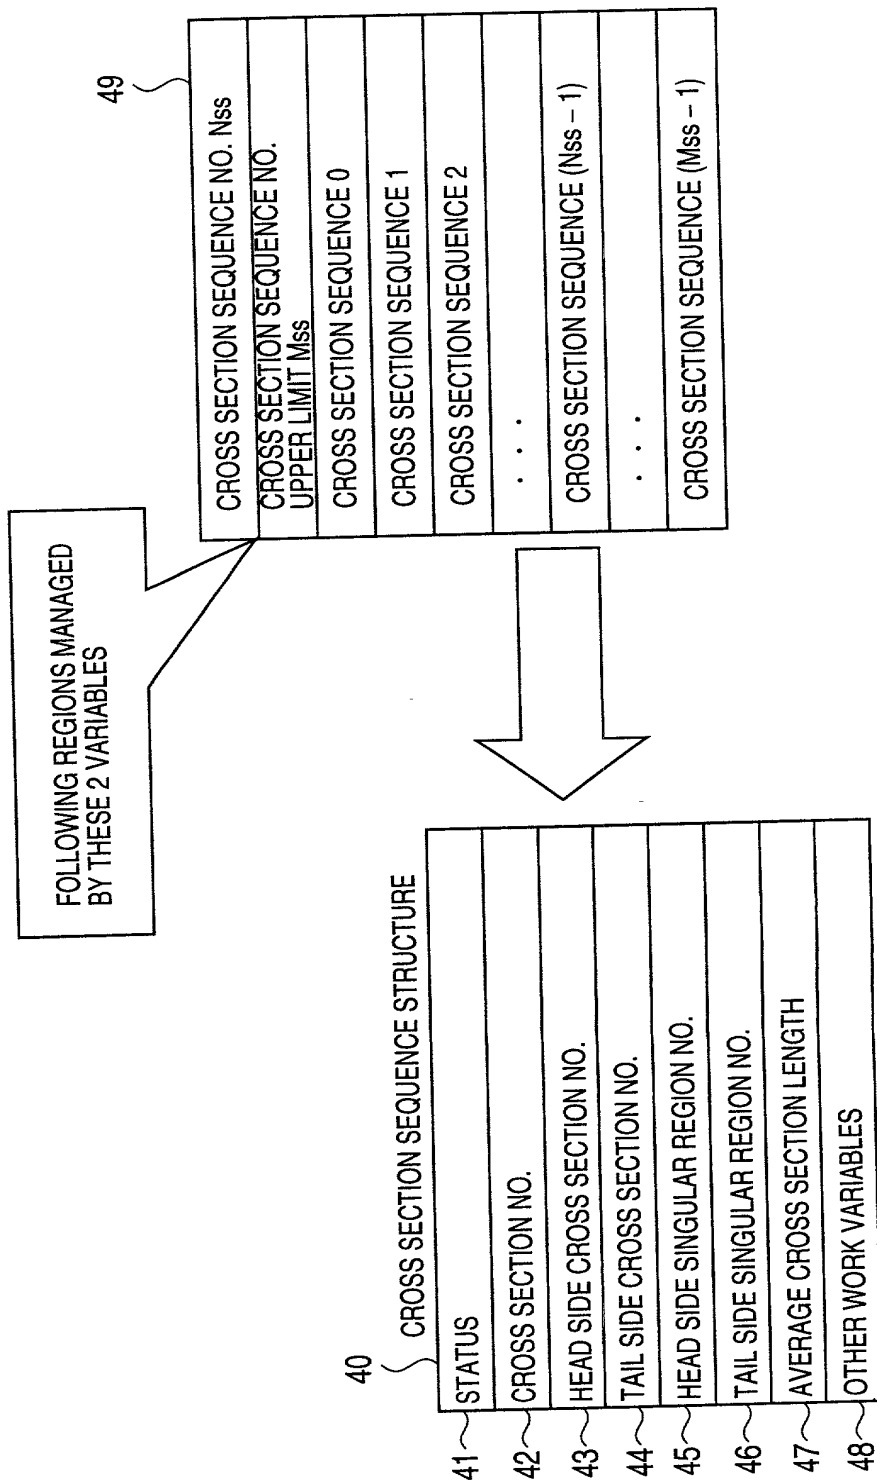 FOLLOWING REGIONS MANAGED
BY THESE 2 VARIABLES
49
CROSS SECTION SEQUENCE NO. Nss
CROSS SECTION SEQUENCE NO.
UPPER LIMIT Mss
CROSS SECTION SEQUENCE 0
CROSS SECTION SEQUENCE 1
CROSS SECTION SEQUENCE 2
. . .
CROSS SECTION SEQUENCE (Nss – 1)
. . .
CROSS SECTION SEQUENCE (Mss – 1)
CROSS SECTION SEQUENCE STRUCTURE
40
41 STATUS
42 CROSS SECTION NO.
43 HEAD SIDE CROSS SECTION NO.
44 TAIL SIDE CROSS SECTION NO.
45 HEAD SIDE SINGULAR REGION NO.
46 TAIL SIDE SINGULAR REGION NO.
47 AVERAGE CROSS SECTION LENGTH
48 OTHER WORK VARIABLES